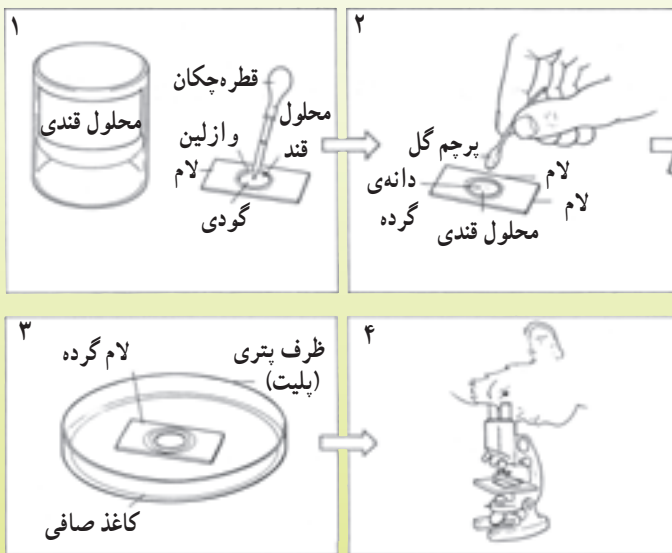 ۱
محلول قندی
قطره‌چکان
محلول
قند
وازلین
لام
گودی
۲
پرچم گل
دانه‌ی
گرده
لام
لام
محلول قندی
۳
لام گرده
ظرف پتری
(پلیت)
کاغذ صافی
۴